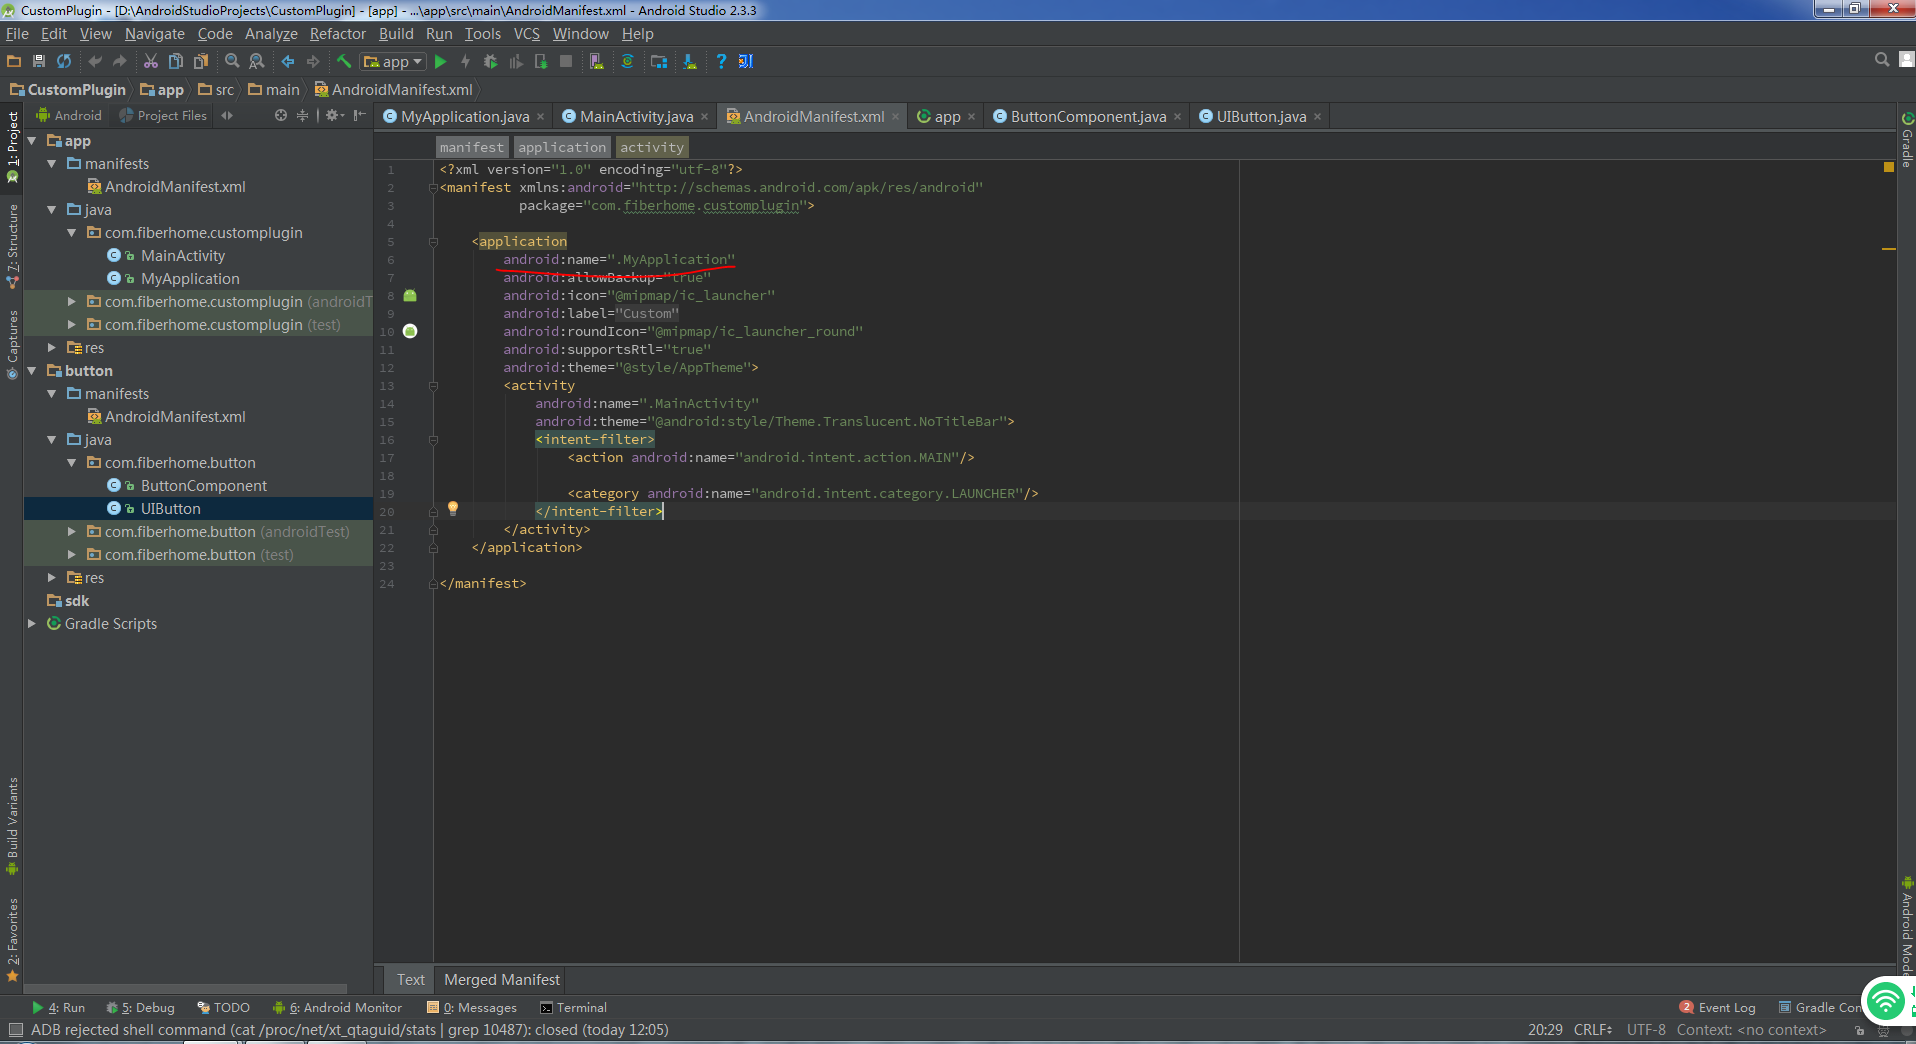 CustomPlugin - [D:\AndroidStudioProjects\CustomPlugin] - [app] - ...\app\src\main\AndroidManifest.xml - Android Studio 2.3.3
File Edit View Navigate Code Analyze Refactor Build Run Tools VCS Window Help
app
CustomPlugin app src main AndroidManifest.xml
Android Project Files
MyApplication.java MainActivity.java AndroidManifest.xml app ButtonComponent.java UIButton.java
1: Project
7: Structure
Captures
Build Variants
2: Favorites
app
manifests
AndroidManifest.xml
java
com.fiberhome.customplugin
MainActivity
MyApplication
com.fiberhome.customplugin (androidT
com.fiberhome.customplugin (test)
res
button
manifests
AndroidManifest.xml
java
com.fiberhome.button
ButtonComponent
UIButton
com.fiberhome.button (androidTest)
com.fiberhome.button (test)
res
sdk
Gradle Scripts
manifest application activity
1 <?xml version="1.0" encoding="utf-8"?>
2 <manifest xmlns:android="http://schemas.android.com/apk/res/android"
3 package="com.fiberhome.customplugin">
4
5 <application
6 android:name=".MyApplication"
7 android:allowBackup="true"
8 android:icon="@mipmap/ic_launcher"
9 android:label="Custom"
10 android:roundIcon="@mipmap/ic_launcher_round"
11 android:supportsRtl="true"
12 android:theme="@style/AppTheme">
13 <activity
14 android:name=".MainActivity"
15 android:theme="@android:style/Theme.Translucent.NoTitleBar">
16 <intent-filter>
17 <action android:name="android.intent.action.MAIN"/>
18
19 <category android:name="android.intent.category.LAUNCHER"/>
20 </intent-filter>
21 </activity>
22 </application>
23
24 </manifest>
Gradle
Android Mode
Text Merged Manifest
4: Run 5: Debug TODO 6: Android Monitor 0: Messages Terminal 2 Event Log Gradle Con
ADB rejected shell command (cat /proc/net/xt_qtaguid/stats | grep 10487): closed (today 12:05) 20:29 CRLF UTF-8 Context: <no context>